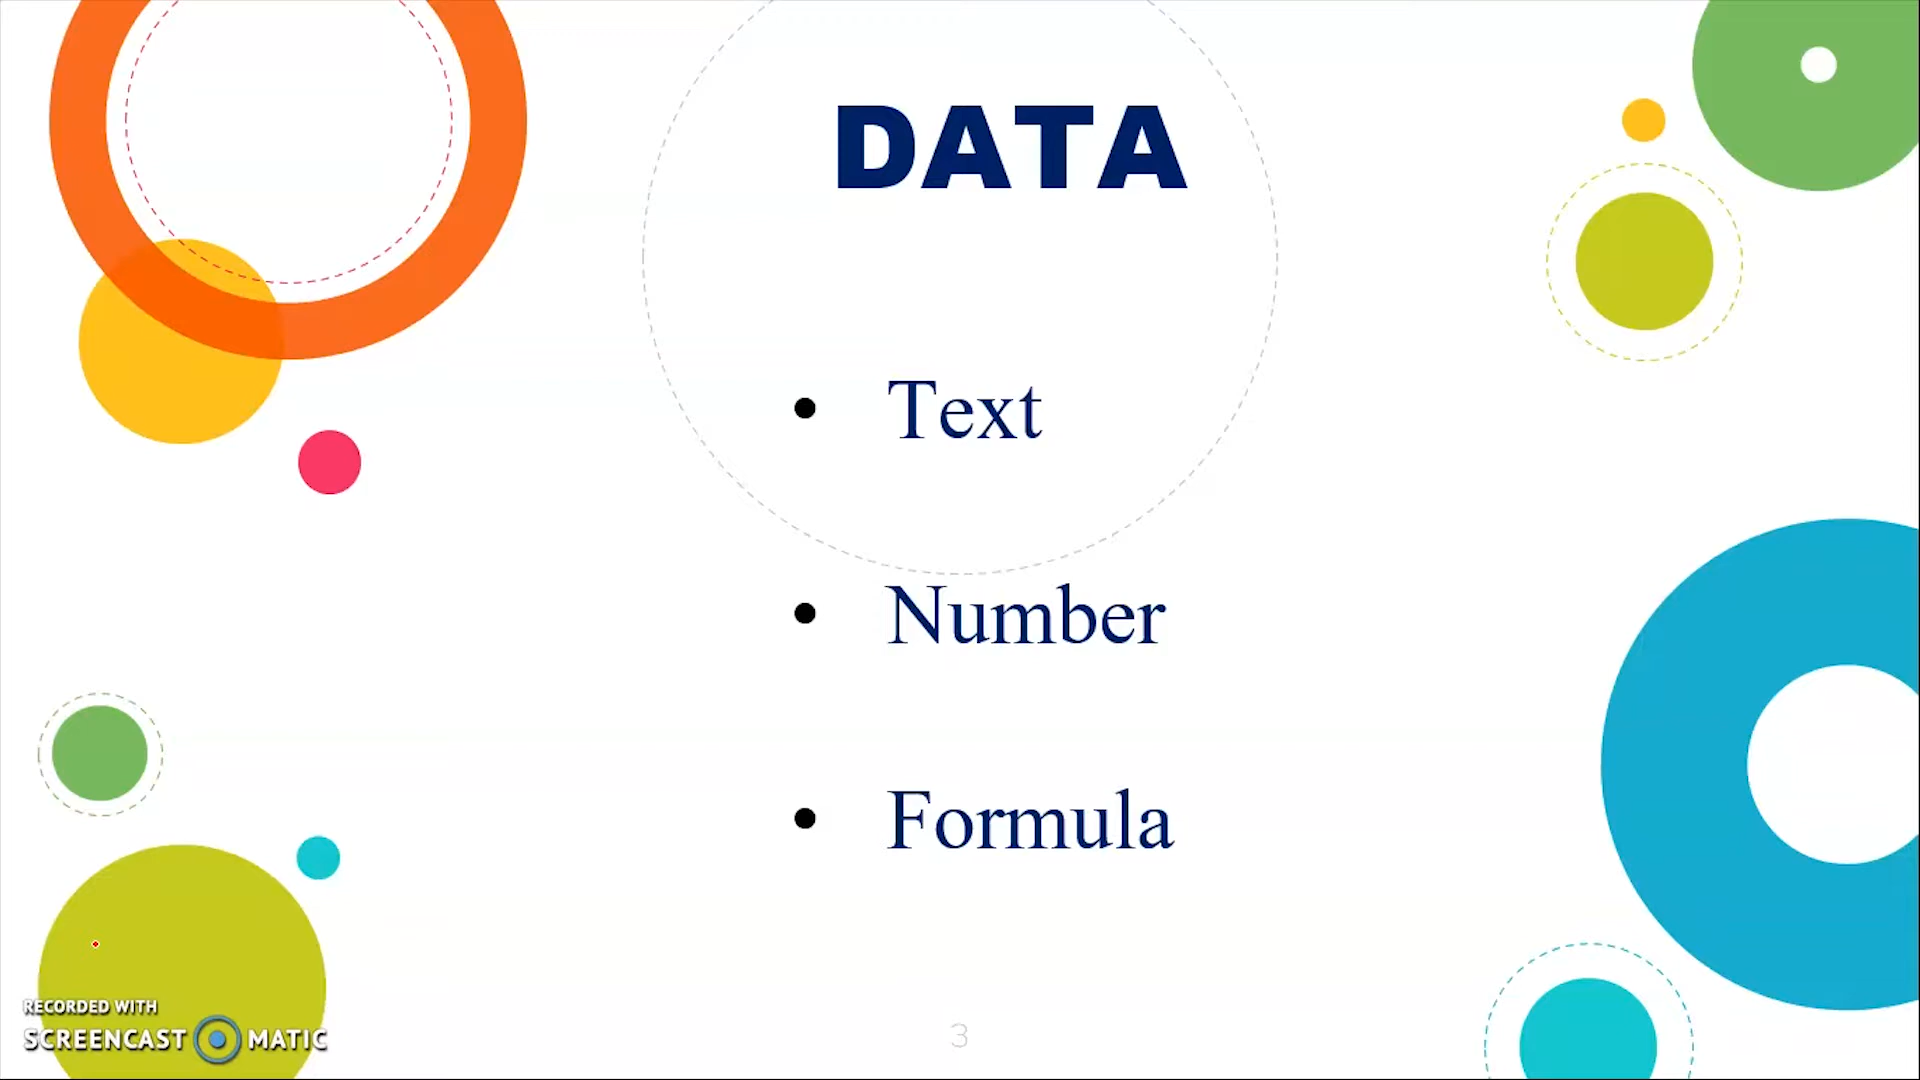 DATA
• Text
• Number
• Formula
RECORDED WITH
SCREENCAST MATIC
3